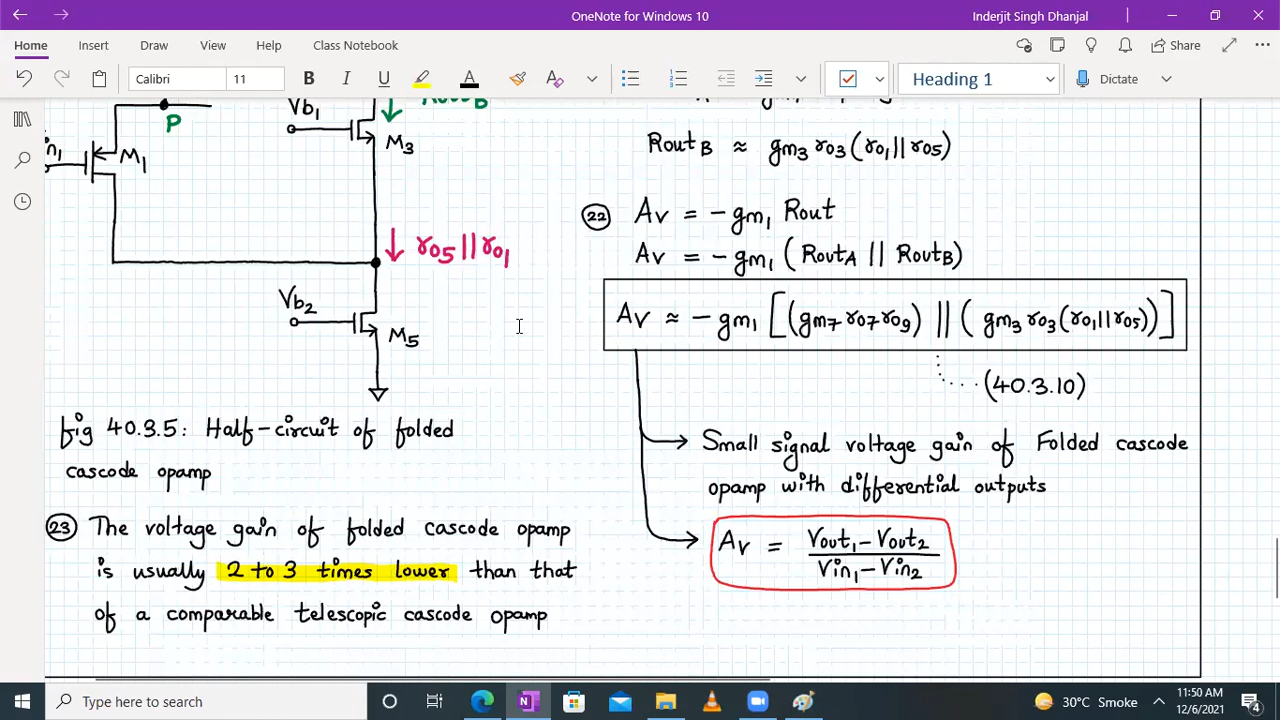 OneNote for Windows 10
Inderjit Singh Dhanjal
Home Insert Draw View Help Class Notebook
Share
Calibri 11 B I U A
Heading 1
Dictate
P
M1
Vb1
M3
RoutB ≈ gm3 ro3 (ro1 || ro5)
22 Av = -gm1 Rout
Av = -gm1 (RoutA || RoutB)
Av ≈ -gm1 [(gm7 ro7 ro9) || (gm3 ro3 (ro1 || ro5))]
(40.3.10)
ro5 || ro1
Vb2
M5
fig 40.3.5: Half-circuit of folded
cascode opamp
Small signal voltage gain of Folded cascode
opamp with differential outputs
Av = Vout1 - Vout2 / Vin1 - Vin2
23 The voltage gain of folded cascode opamp
is usually 2 to 3 times lower than that
of a comparable telescopic cascode opamp
Type here to search
30°C Smoke
11:50 AM
12/6/2021
4